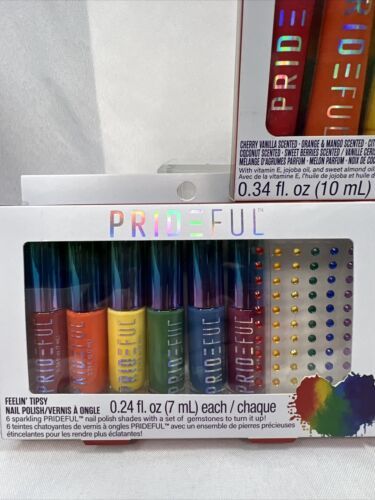 PRIDEFUL
PRIDEFUL
CHERRY VANILLA SCENTED · ORANGE & MANGO SCENTED · CIT
COCONUT SCENTED · SWEET BERRIES SCENTED / VANILLE CERIS
MÉLANGE D'AGRUMES PARFUM · MELON PARFUM · NOIX DE COC
With vitamin E, jojoba oil, and sweet almond oil
Avec de la vitamine E, l'huile de jojoba et huile d
0.34 fl. oz (10 mL)
PRIDEFUL™
PRIDEFUL
PRIDEFUL
PRIDEFUL
PRIDEFUL
PRIDEFUL
PRIDEFUL
FEELIN' TIPSY
NAIL POLISH/VERNIS À ONGLE
0.24 fl. oz (7 mL) each / chaque
6 sparkling PRIDEFUL™ nail polish shades with a set of gemstones to turn it up!
6 teintes chatoyantes de vernis à ongles PRIDEFUL™ avec un ensemble de pierres précieuses
étincelantes pour les rendre plus éclatantes!